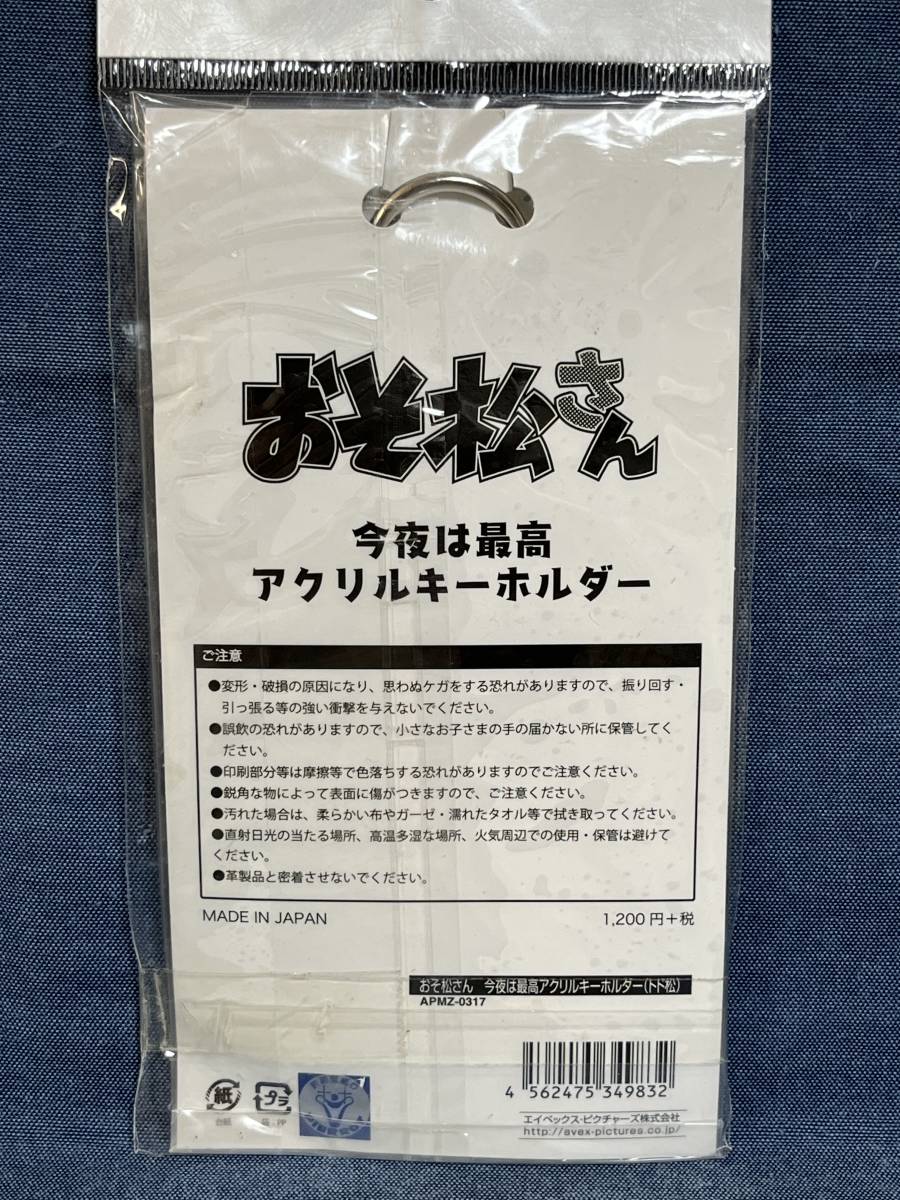 おそ松さん
今夜は最高
アクリルキーホルダー
ご注意
●変形・破損の原因になり、思わぬケガをする恐れがありますので、振り回す・
引っ張る等の強い衝撃を与えないでください。
●誤飲の恐れがありますので、小さなお子さまの手の届かない所に保管してく
ださい。
●印刷部分等は摩擦等で色落ちする恐れがありますのでご注意ください。
●鋭角な物によって表面に傷がつきますので、ご注意ください。
●汚れた場合は、柔らかい布やガーゼ・濡れたタオル等で拭き取ってください。
●直射日光の当たる場所、高温多湿な場所、火気周辺での使用・保管は避けて
ください。
●革製品と密着させないでください。
MADE IN JAPAN
1,200円+税
おそ松さん 今夜は最高アクリルキーホルダー(トド松)
APMZ-0317
4 562475 349832
紙
プラ
台紙
袋:PP
エイベックス・ピクチャーズ株式会社
http://avex-pictures.co.jp/